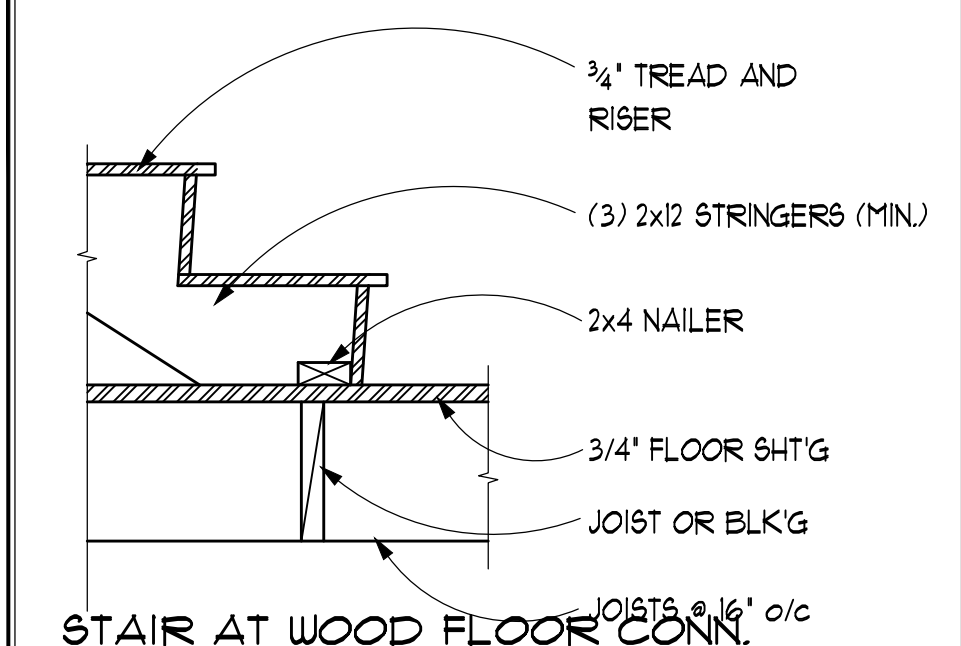 ¾" TREAD AND
RISER
(3) 2x12 STRINGERS (MIN.)
2x4 NAILER
3/4" FLOOR SHT'G
JOIST OR BLK'G
JOISTS @ 16" o/c
STAIR AT WOOD FLOOR CONN.